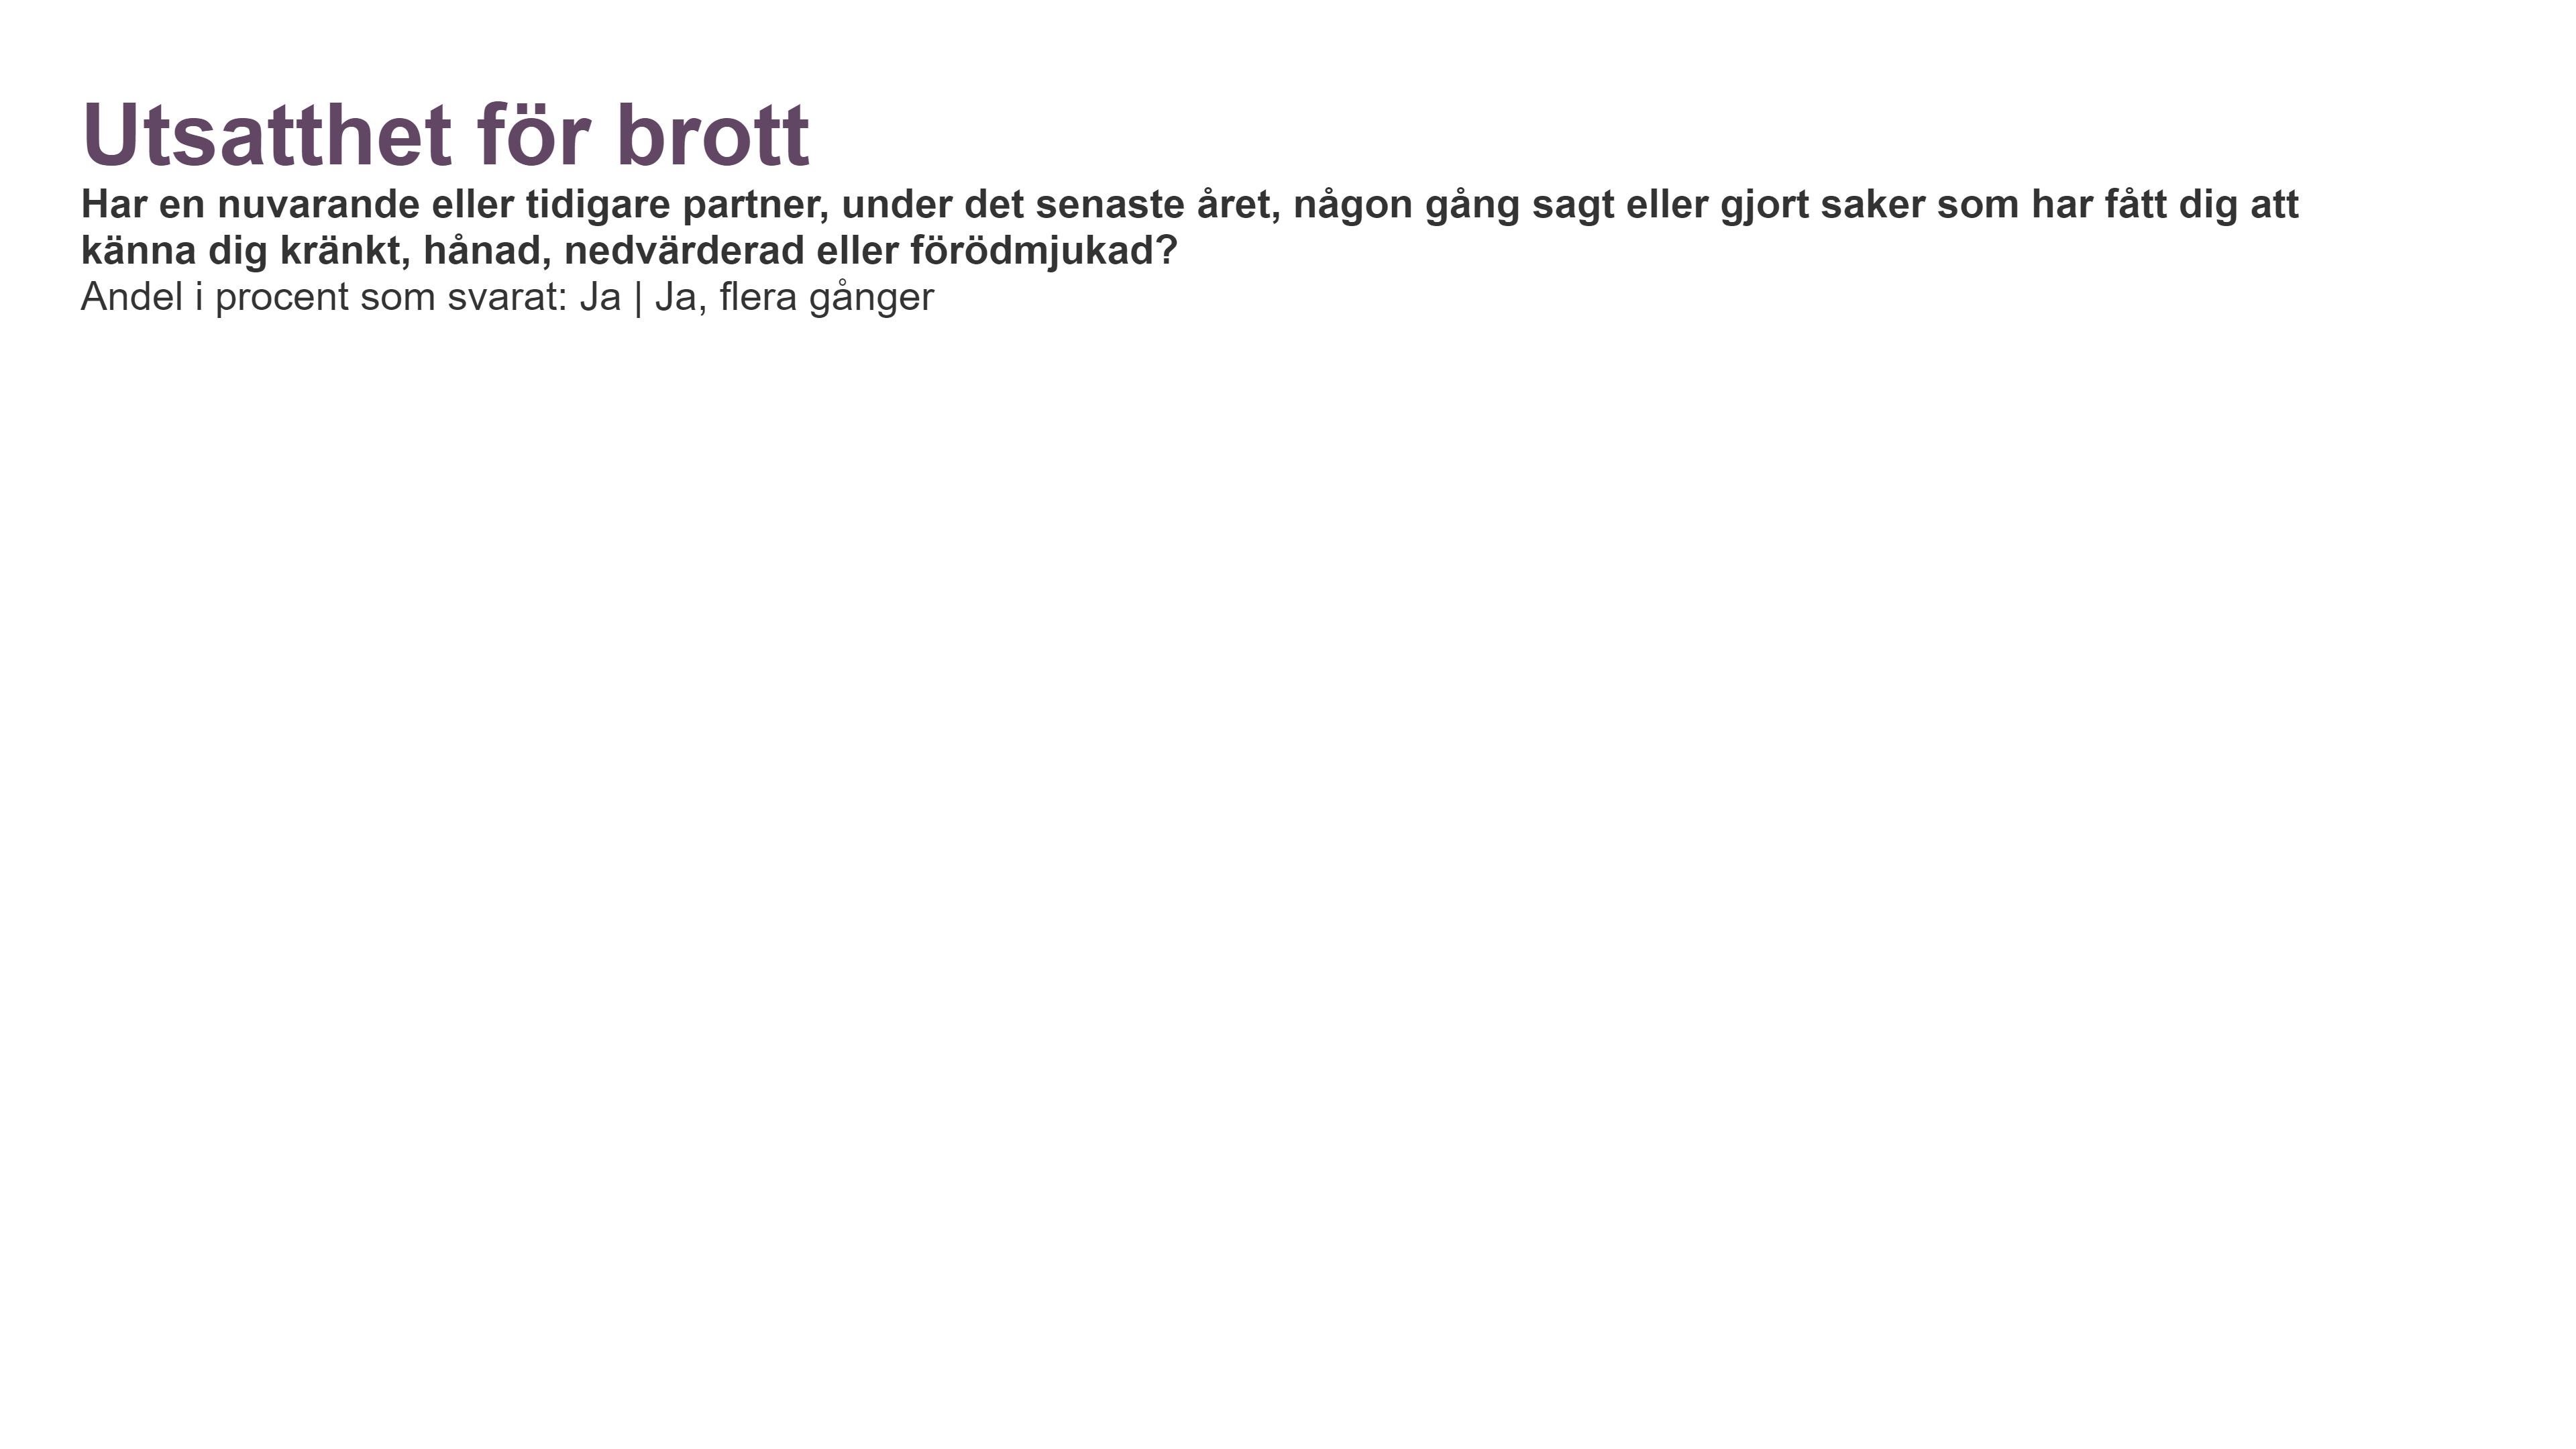 Utsatthet för brott
Har en nuvarande eller tidigare partner, under det senaste året, någon gång sagt eller gjort saker som har fått dig att
känna dig kränkt, hånad, nedvärderad eller förödmjukad?
Andel i procent som svarat: Ja | Ja, flera gånger